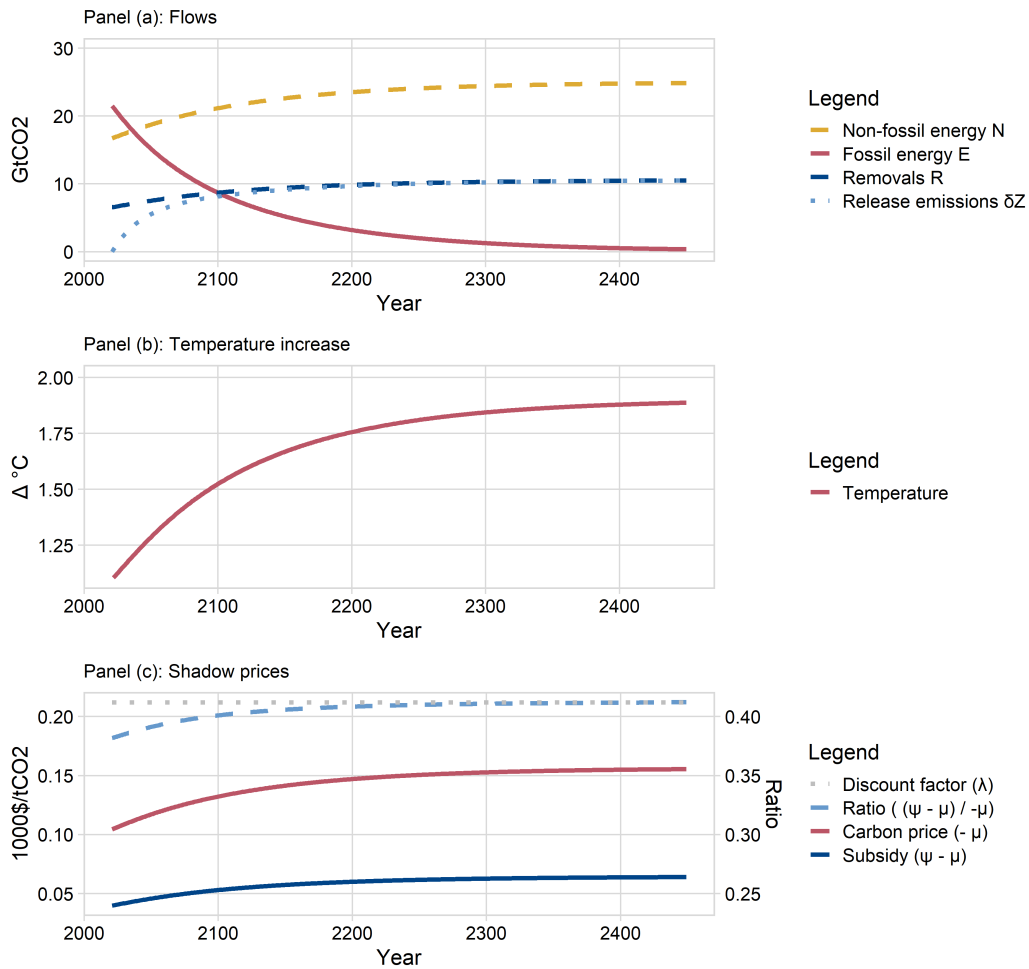 Panel (a): Flows
30
20
10
0
GtCO2
2000
2100
2200
2300
2400
Year
Legend
Non-fossil energy N
Fossil energy E
Removals R
Release emissions δZ
Panel (b): Temperature increase
2.00
1.75
1.50
1.25
Δ °C
2000
2100
2200
2300
2400
Year
Legend
Temperature
Panel (c): Shadow prices
0.20
0.15
0.10
0.05
1000$/tCO2
0.40
0.35
0.30
0.25
Ratio
2000
2100
2200
2300
2400
Year
Legend
Discount factor (λ)
Ratio ( (ψ - μ) / -μ)
Carbon price (- μ)
Subsidy (ψ - μ)